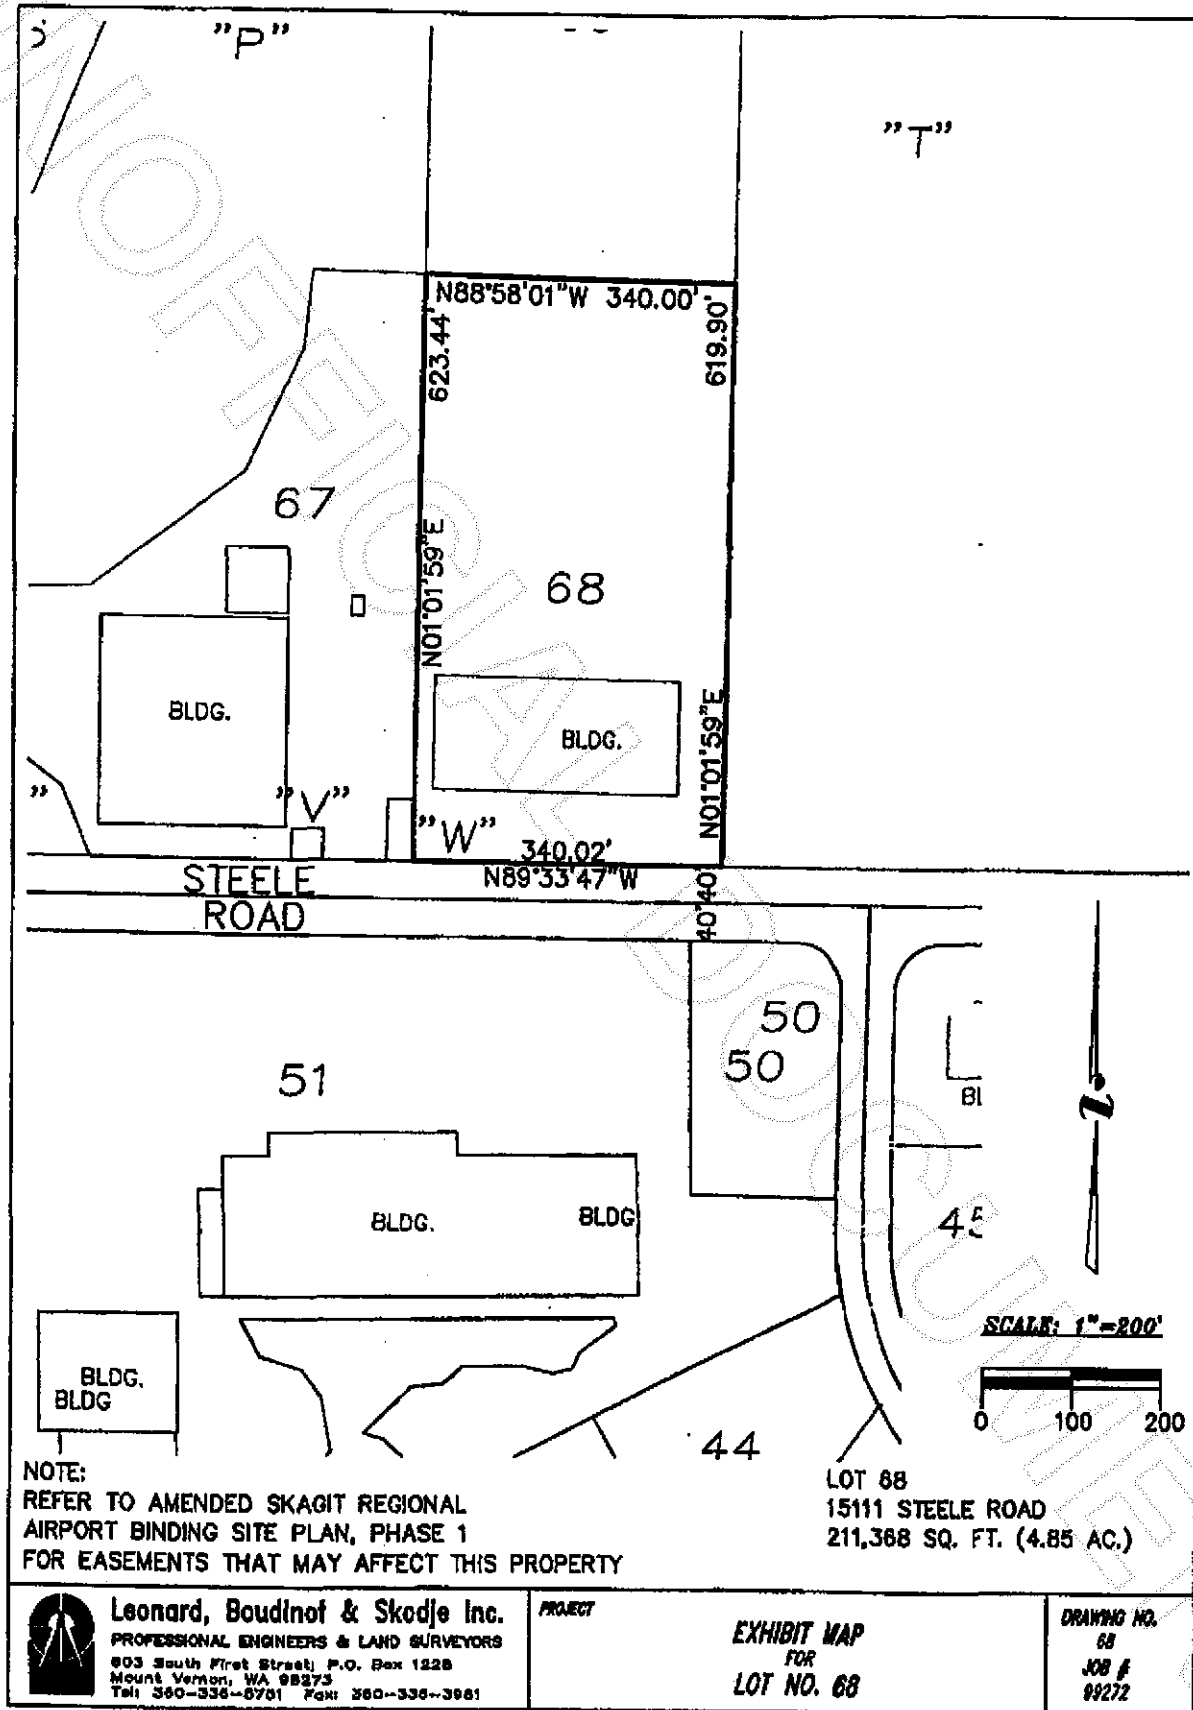 "P"
"T"
N88°58'01"W 340.00'
623.44'
619.90'
67
N01°01'59"E
68
BLDG.
BLDG.
N01°01'59"E
"
"V"
"W"
340.02'
STEELE
N89°33'47"W
ROAD
40'40'
50
50
51
Bl
BLDG.
BLDG
45
SCALE: 1"=200'
BLDG.
BLDG
0 100 200
44
NOTE:
REFER TO AMENDED SKAGIT REGIONAL
AIRPORT BINDING SITE PLAN, PHASE 1
FOR EASEMENTS THAT MAY AFFECT THIS PROPERTY
LOT 68
15111 STEELE ROAD
211,368 SQ. FT. (4.85 AC.)
Leonard, Boudinot & Skodje Inc.
PROFESSIONAL ENGINEERS & LAND SURVEYORS
603 South First Street; P.O. Box 1228
Mount Vernon, WA 98273
Tel: 360-336-5751 Fax: 360-336-3981
PROJECT
EXHIBIT MAP
FOR
LOT NO. 68
DRAWING NO.
68
JOB #
99272
UNOFFICIAL DOCUMENT